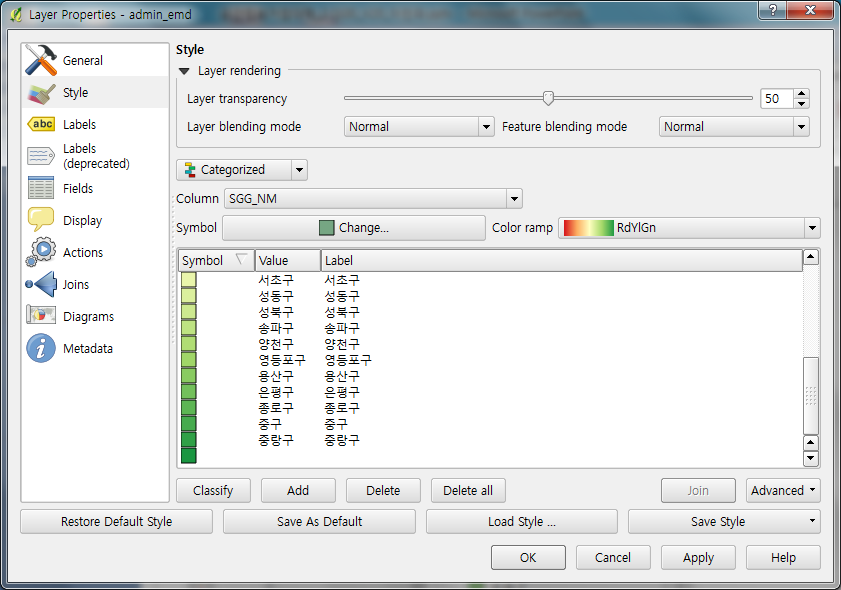 Layer Properties - admin_emd
General
Style
abc Labels
Labels
(deprecated)
Fields
Display
Actions
Joins
Diagrams
Metadata
Style
Layer rendering
Layer transparency 50
Layer blending mode Normal Feature blending mode Normal
Categorized
Column SGG_NM
Symbol Change... Color ramp RdYlGn
Symbol Value Label
서초구 서초구
성동구 성동구
성북구 성북구
송파구 송파구
양천구 양천구
영등포구 영등포구
용산구 용산구
은평구 은평구
종로구 종로구
중구 중구
중랑구 중랑구
Classify Add Delete Delete all Join Advanced
Restore Default Style Save As Default Load Style ... Save Style
OK Cancel Apply Help